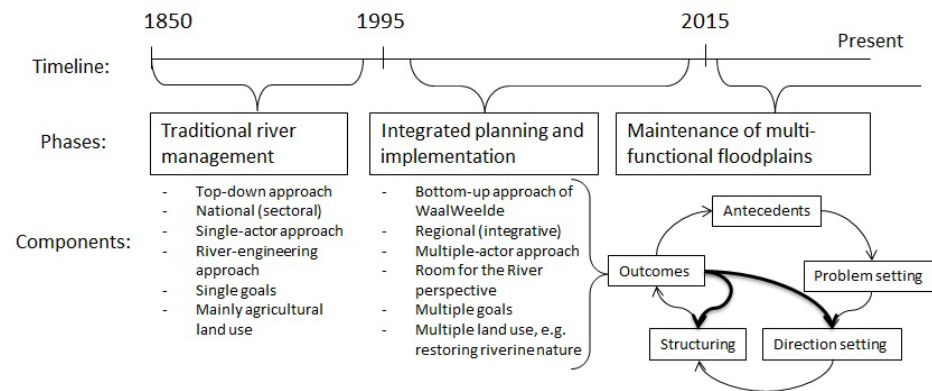 1850 1995 2015
Present
Timeline:
Phases:
Traditional river
management
Integrated planning and
implementation
Maintenance of multi-
functional floodplains
Components:
- Top-down approach
- National (sectoral)
- Single-actor approach
- River-engineering
approach
- Single goals
- Mainly agricultural
land use
- Bottom-up approach of
WaalWeelde
- Regional (integrative)
- Multiple-actor approach
- Room for the River
perspective
- Multiple goals
- Multiple land use, e.g.
restoring riverine nature
Antecedents
Outcomes
Problem setting
Structuring
Direction setting